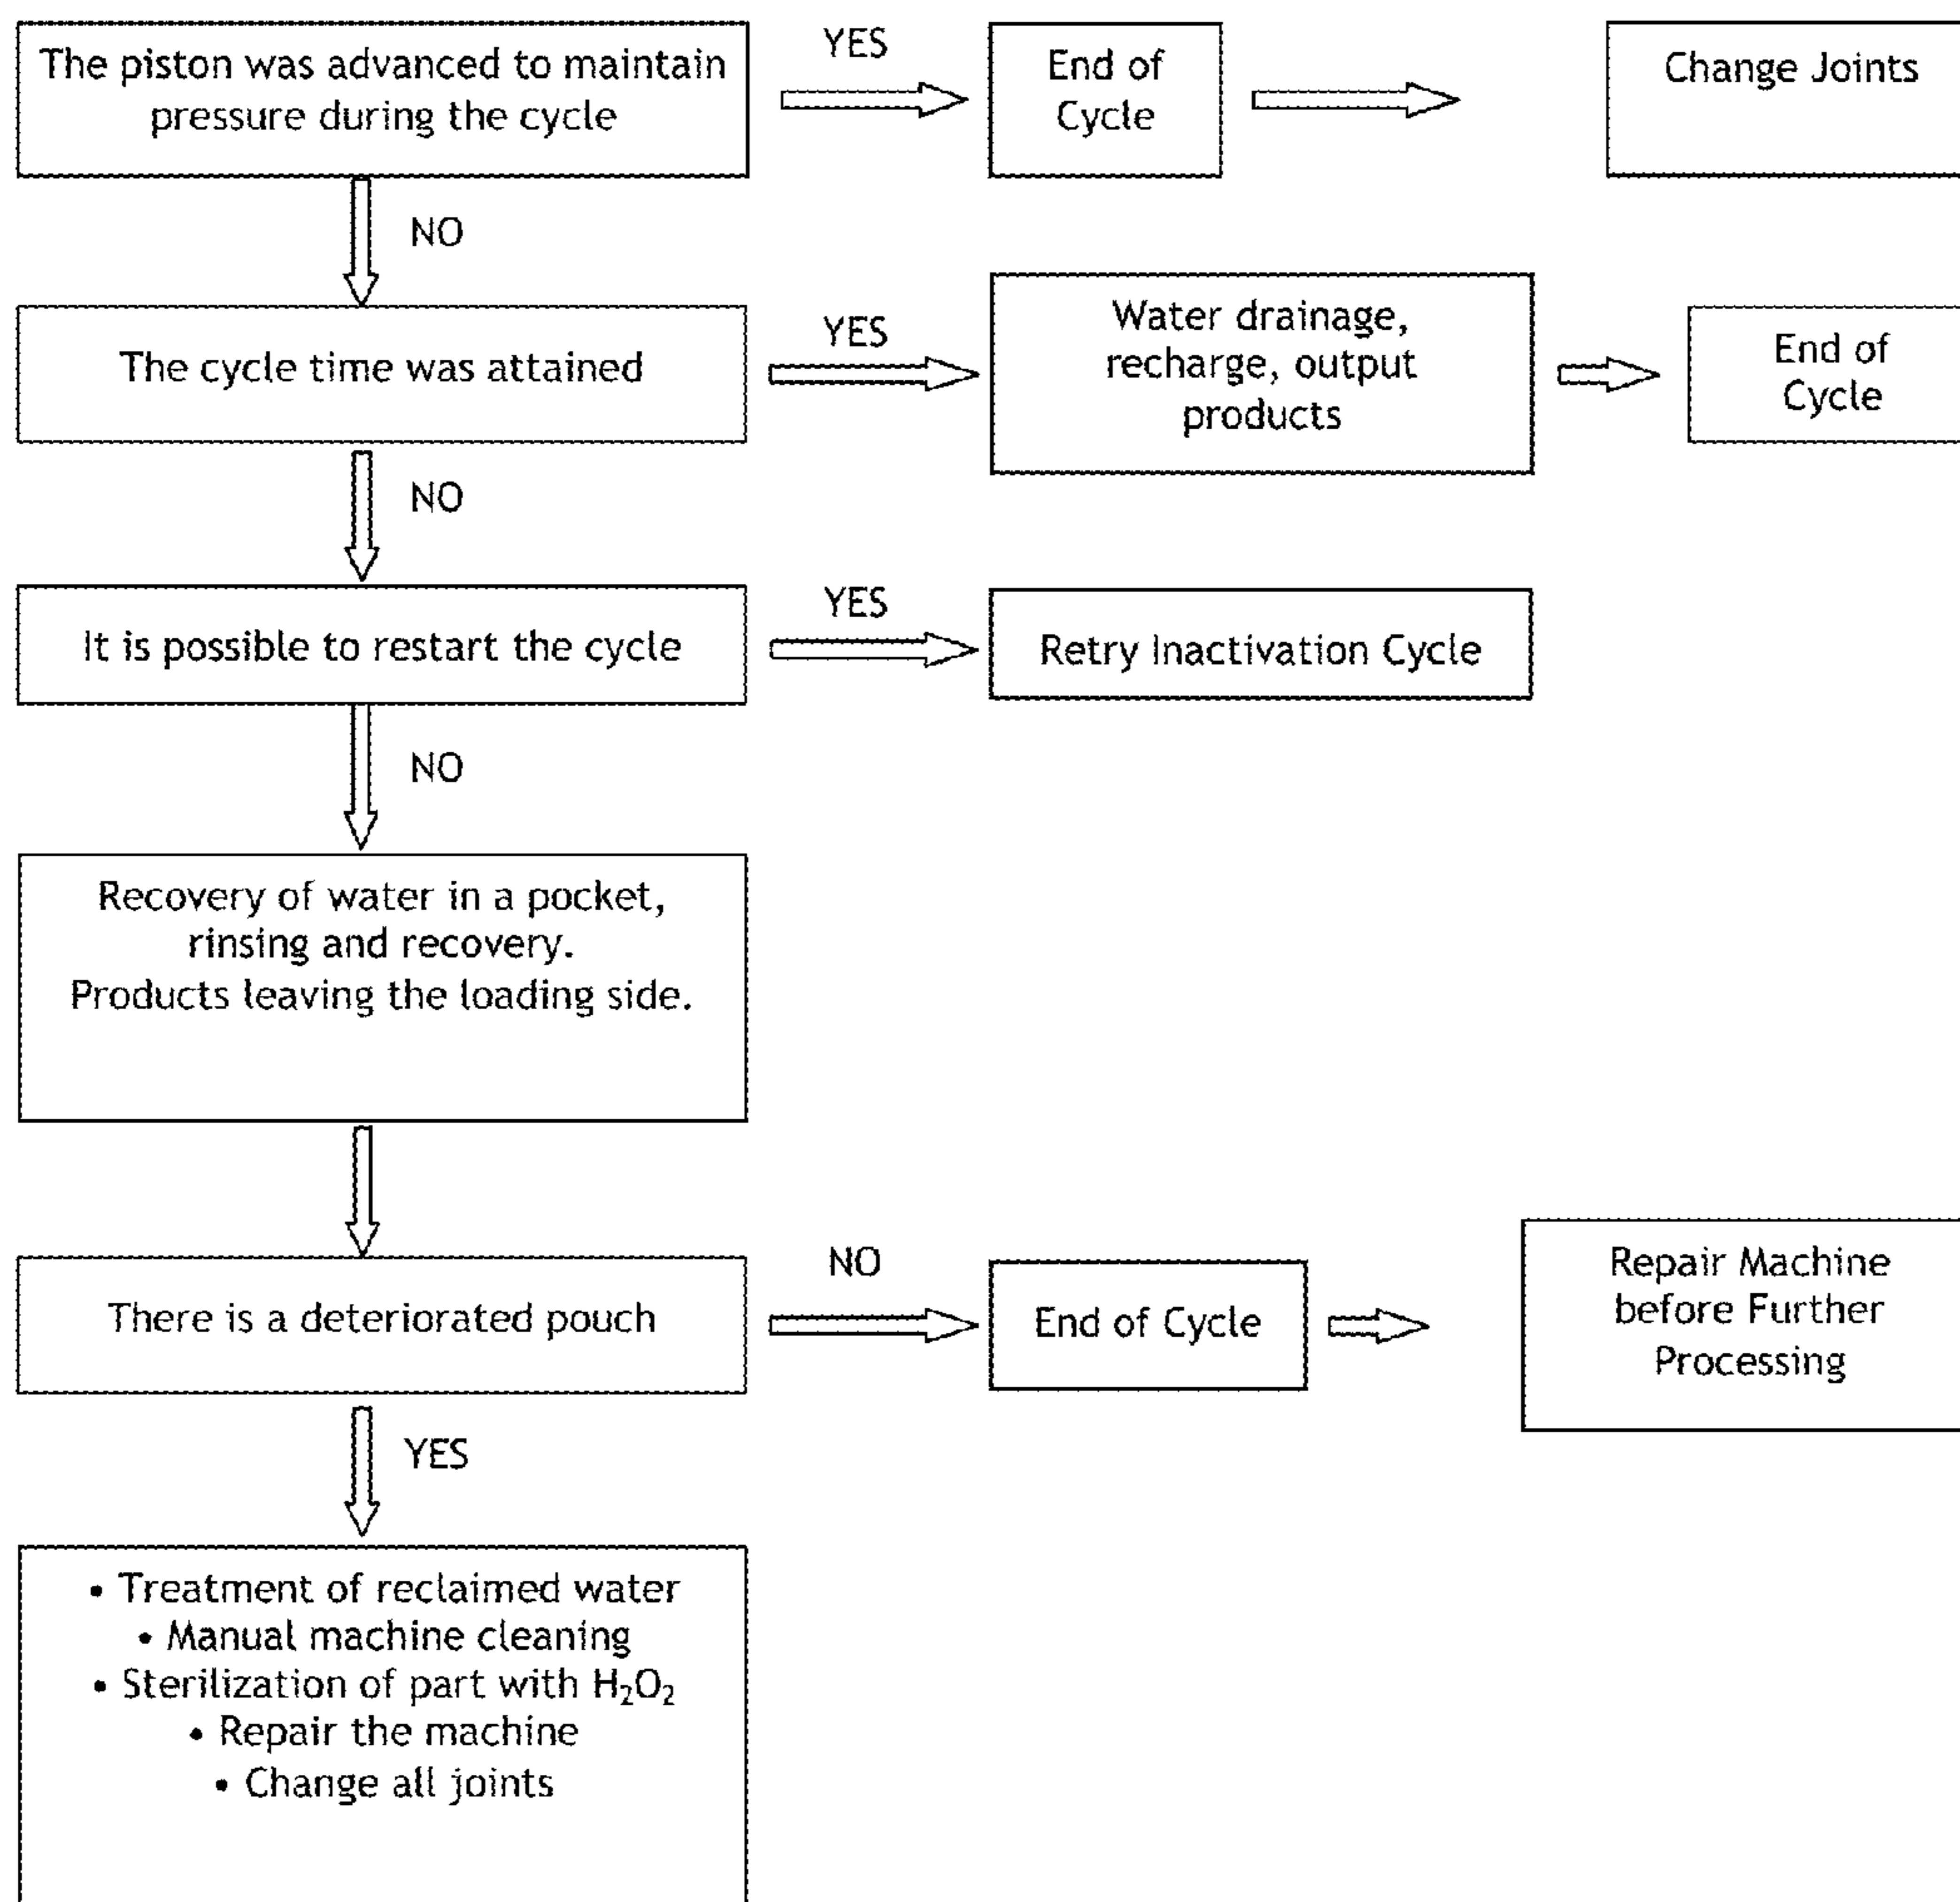 The piston was advanced to maintain
pressure during the cycle
YES
End of
Cycle
Change Joints
NO
The cycle time was attained
YES
Water drainage,
recharge, output
products
End of
Cycle
NO
It is possible to restart the cycle
YES
Retry Inactivation Cycle
NO
Recovery of water in a pocket,
rinsing and recovery.
Products leaving the loading side.
There is a deteriorated pouch
NO
End of Cycle
Repair Machine
before Further
Processing
YES
• Treatment of reclaimed water
• Manual machine cleaning
• Sterilization of part with H₂O₂
• Repair the machine
• Change all joints